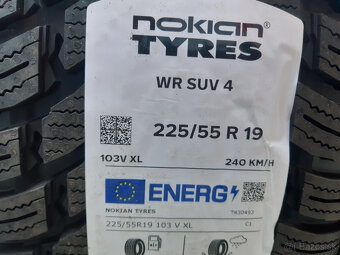 nokian
TYRES
WR SUV 4
225/55 R 19
103V XL
240 KM/H
ENERG
NOKIAN TYRES
225/55R19 103 V XL
C1